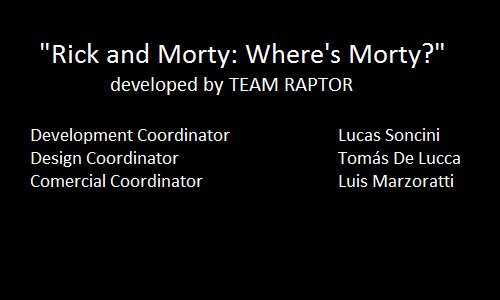 "Rick and Morty: Where's Morty?"
developed by TEAM RAPTOR
Development Coordinator Lucas Soncini
Design Coordinator Tomás De Lucca
Comercial Coordinator Luis Marzoratti